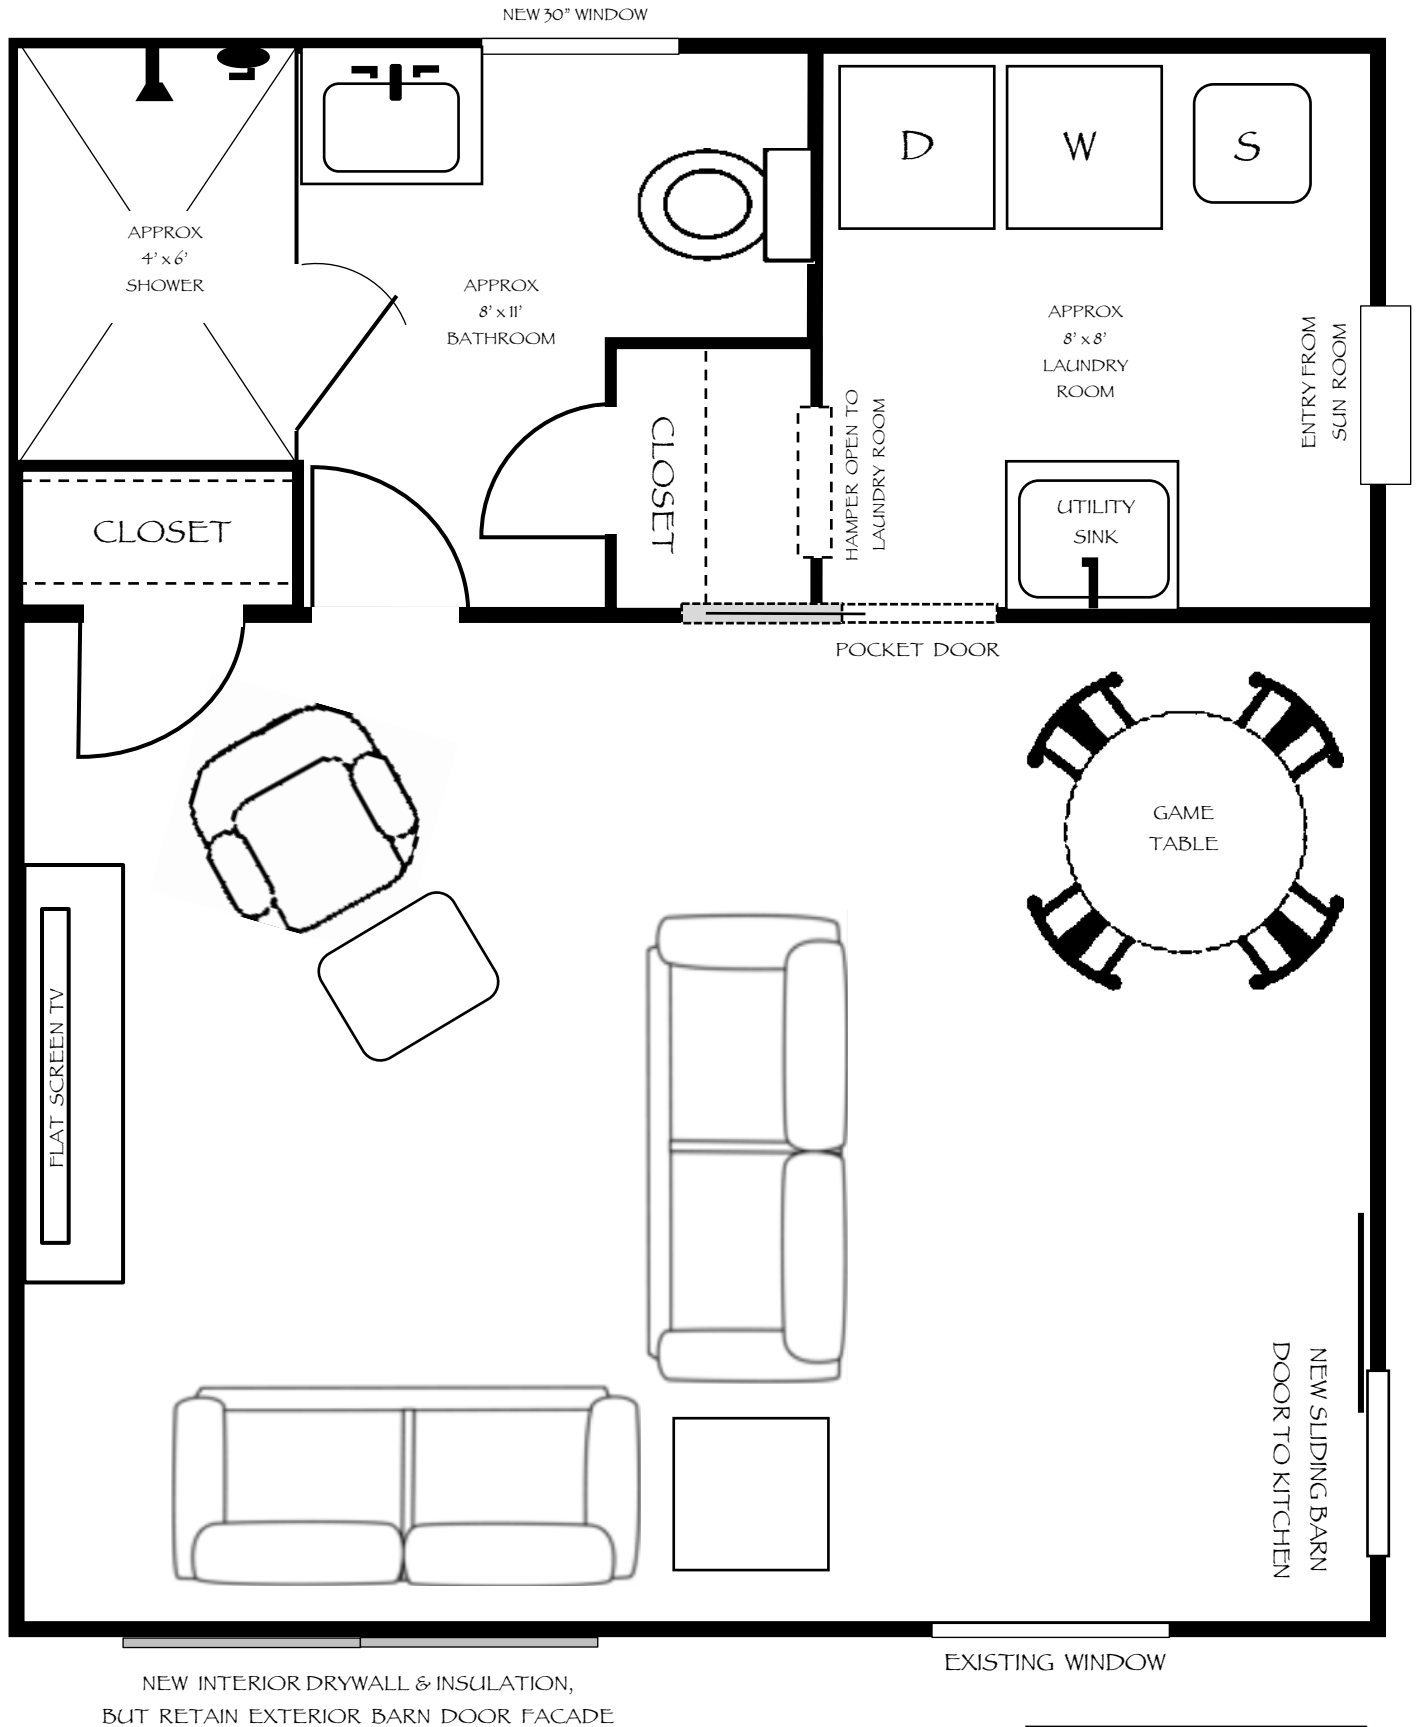 NEW 30" WINDOW
D
W
S
APPROX
4' x 6'
SHOWER
APPROX
8' x 11'
BATHROOM
APPROX
8' x 8'
LAUNDRY
ROOM
ENTRY FROM
SUN ROOM
HAMPER OPEN TO
LAUNDRY ROOM
CLOSET
CLOSET
UTILITY
SINK
POCKET DOOR
GAME
TABLE
FLAT SCREEN TV
NEW SLIDING BARN
DOOR TO KITCHEN
EXISTING WINDOW
NEW INTERIOR DRYWALL & INSULATION,
BUT RETAIN EXTERIOR BARN DOOR FACADE